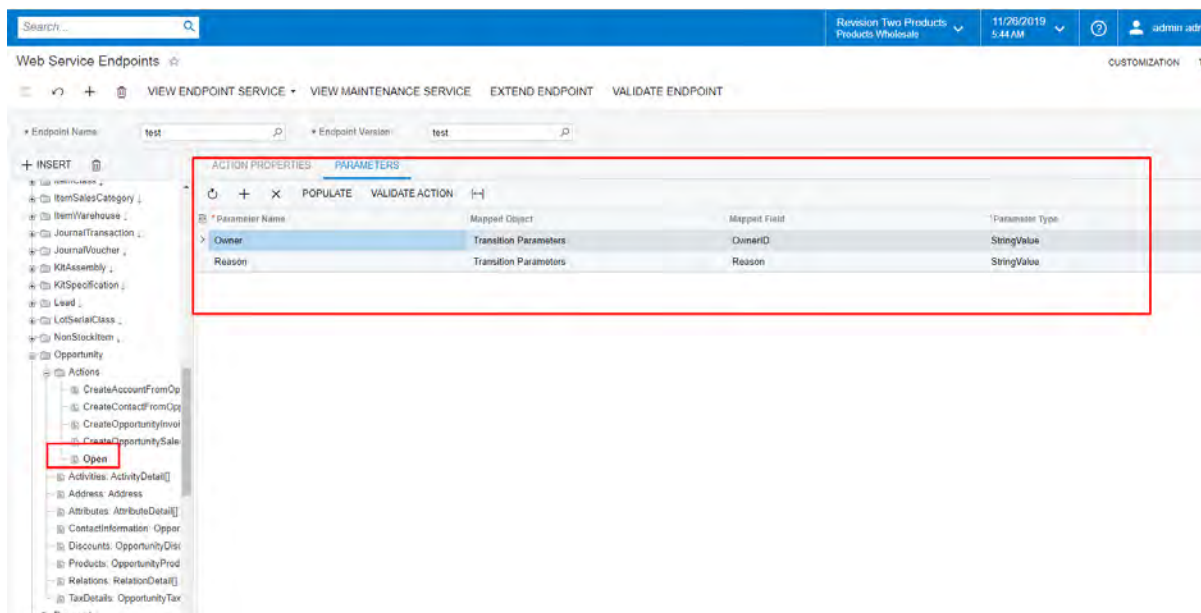 Search...
Revision Two Products
Products Wholesale
11/26/2019
5:44 AM
admin adr
Web Service Endpoints
CUSTOMIZATION
VIEW ENDPOINT SERVICE
VIEW MAINTENANCE SERVICE
EXTEND ENDPOINT
VALIDATE ENDPOINT
* Endpoint Name:
test
* Endpoint Version:
test
+ INSERT
ItemClass
ItemSalesCategory
ItemWarehouse
JournalTransaction
JournalVoucher
KitAssembly
KitSpecification
Lead
LotSerialClass
NonStockItem
Opportunity
Actions
CreateAccountFromOp
CreateContactFromOpp
CreateOpportunityInvoi
CreateOpportunitySale
Open
Activities: ActivityDetail[]
Address: Address
Attributes: AttributeDetail[]
ContactInformation: Oppor
Discounts: OpportunityDisc
Products: OpportunityProd
Relations: RelationDetail[]
TaxDetails: OpportunityTax
ACTION PROPERTIES
PARAMETERS
POPULATE
VALIDATE ACTION
* Parameter Name
Mapped Object
Mapped Field
* Parameter Type
Owner
Transition Parameters
OwnerID
StringValue
Reason
Transition Parameters
Reason
StringValue